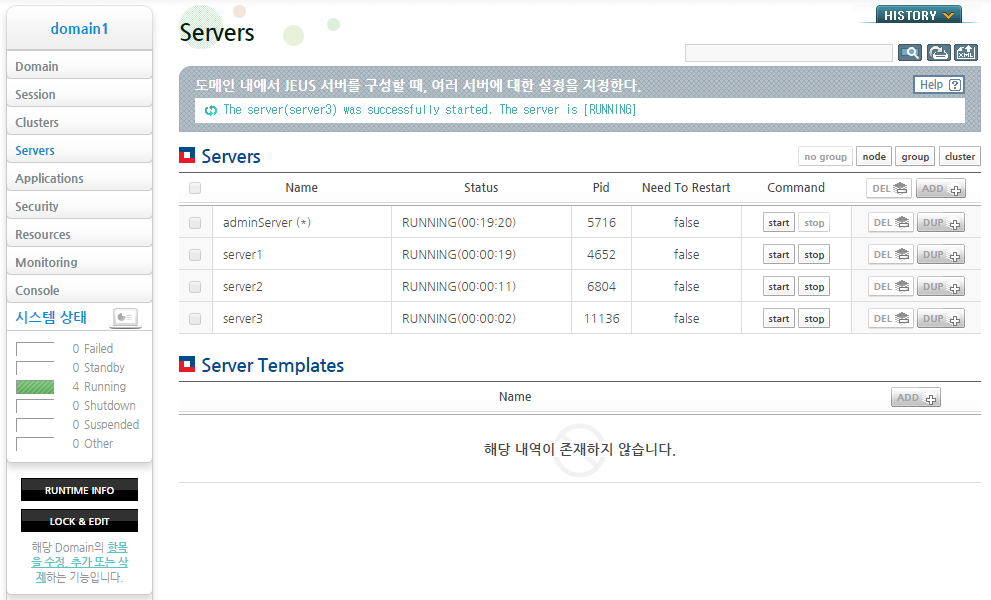 domain1
Domain
Session
Clusters
Servers
Applications
Security
Resources
Monitoring
Console
시스템 상태
0 Failed
0 Standby
4 Running
0 Shutdown
0 Suspended
0 Other
RUNTIME INFO
LOCK & EDIT
해당 Domain의 항목
을 수정, 추가 또는 삭
제하는 기능입니다.
HISTORY
Servers
XML
도메인 내에서 JEUS 서버를 구성할 때, 여러 서버에 대한 설정을 지정한다.
Help ?
The server(server3) was successfully started. The server is [RUNNING]
Servers
no group node group cluster
Name Status Pid Need To Restart Command DEL ADD
adminServer (*) RUNNING(00:19:20) 5716 false start stop DEL DUP
server1 RUNNING(00:00:19) 4652 false start stop DEL DUP
server2 RUNNING(00:00:11) 6804 false start stop DEL DUP
server3 RUNNING(00:00:02) 11136 false start stop DEL DUP
Server Templates
Name ADD
해당 내역이 존재하지 않습니다.